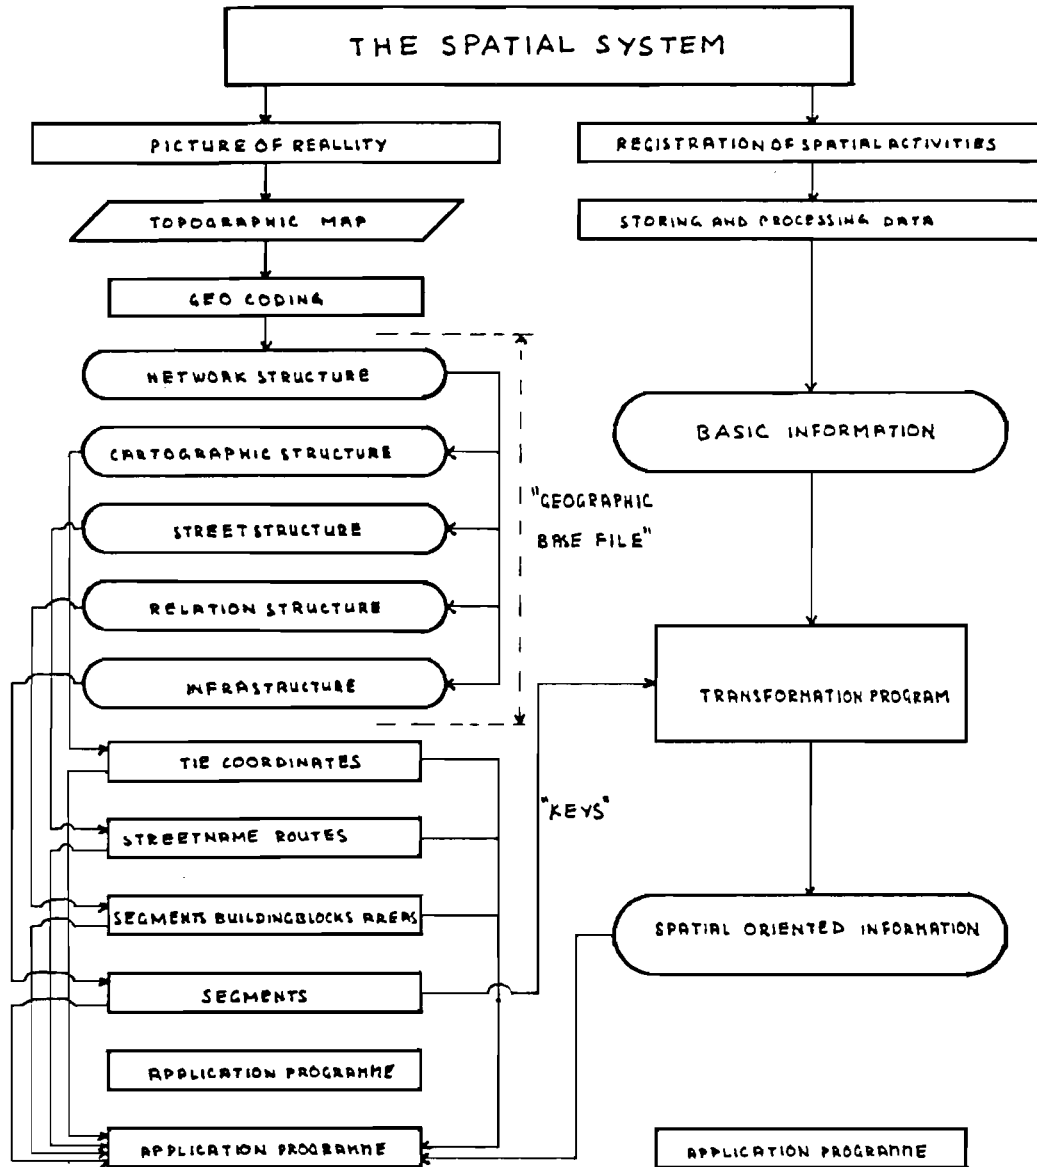 THE SPATIAL SYSTEM
PICTURE OF REALLITY
TOPOGRAPHIC MAP
GEO CODING
NETWORK STRUCTURE
CARTOGRAPHIC STRUCTURE
STREET STRUCTURE
RELATION STRUCTURE
INFRASTRUCTURE
"GEOGRAPHIC
BASE FILE"
TIE COORDINATES
STREETNAME ROUTES
SEGMENTS BUILDINGBLOCKS AREAS
SEGMENTS
APPLICATION PROGRAMME
APPLICATION PROGRAMME
"KEYS"
REGISTRATION OF SPATIAL ACTIVITIES
STORING AND PROCESSING DATA
BASIC INFORMATION
TRANSFORMATION PROGRAM
SPATIAL ORIENTED INFORMATION
APPLICATION PROGRAMME